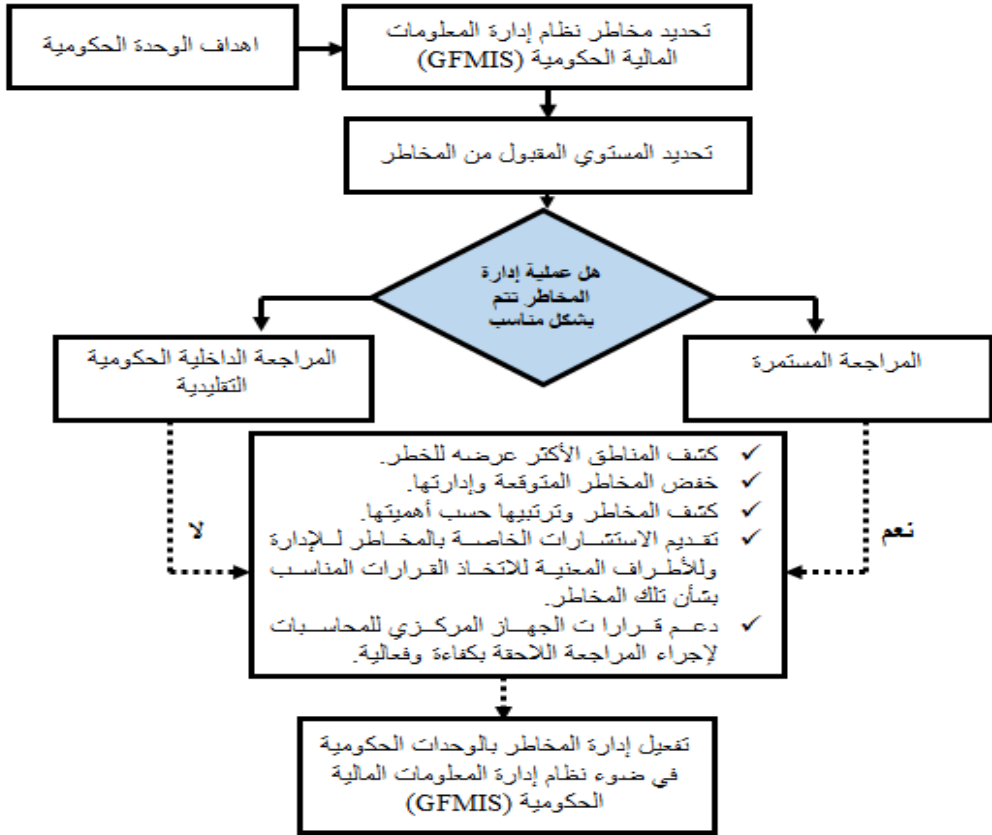 اهداف الوحدة الحكومية
تحديد مخاطر نظام إدارة المعلومات
المالية الحكومية (GFMIS)
تحديد المستوي المقبول من المخاطر
هل عملية إدارة
المخاطر تتم
بشكل مناسب
المراجعة المستمرة
المراجعة الداخلية الحكومية
التقليدية
نعم
لا
✓ كشف المناطق الأكثر عرضه للخطر.
✓ خفض المخاطر المتوقعة وإدارتها.
✓ كشف المخاطر وترتبيها حسب أهميتها.
✓ تقديم الاستشارات الخاصة بالمخاطر للإدارة
وللأطراف المعنية للاتخاذ القرارات المناسب
بشأن تلك المخاطر.
✓ دعم قرارا ت الجهاز المركزي للمحاسبات
لإجراء المراجعة اللاحقة بكفاءة وفعالية.
تفعيل إدارة المخاطر بالوحدات الحكومية
في ضوء نظام إدارة المعلومات المالية
الحكومية (GFMIS)